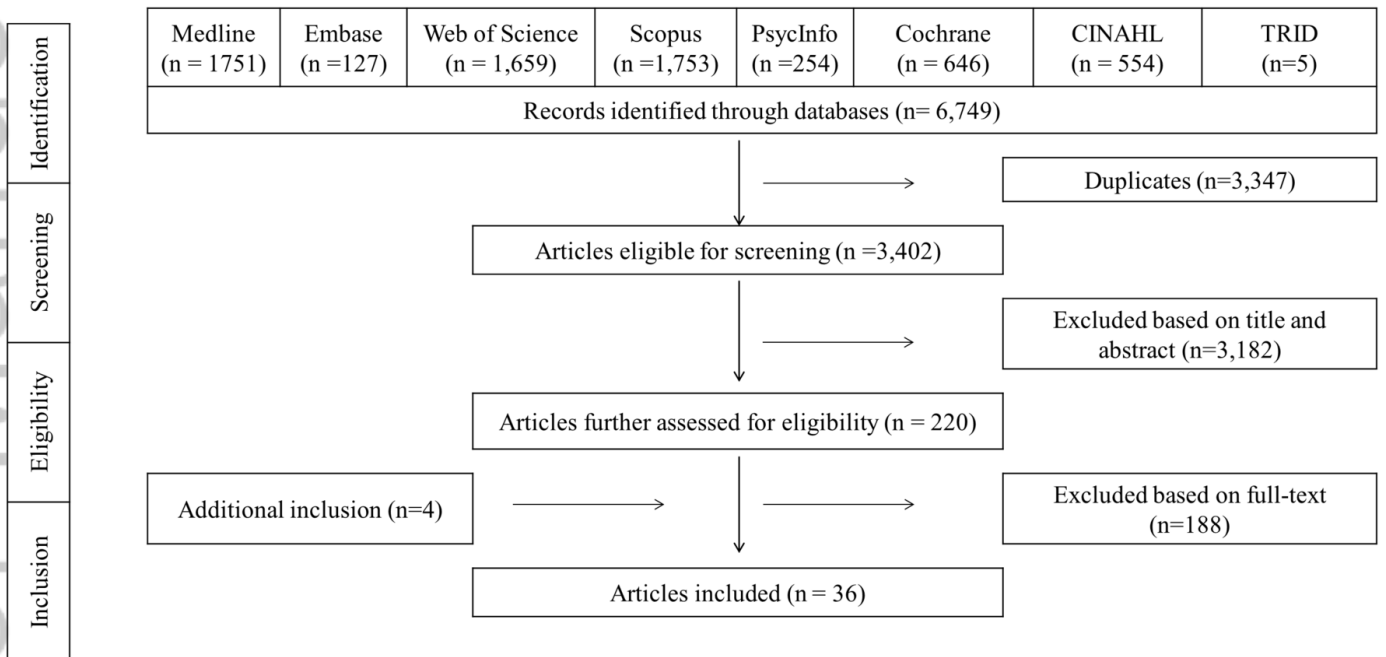 Identification
Medline Embase Web of Science Scopus PsycInfo Cochrane CINAHL TRID
(n = 1751) (n =127) (n = 1,659) (n =1,753) (n =254) (n = 646) (n = 554) (n=5)
Records identified through databases (n= 6,749)
Duplicates (n=3,347)
Screening
Articles eligible for screening (n =3,402)
Excluded based on title and
abstract (n=3,182)
Eligibility
Articles further assessed for eligibility (n = 220)
Additional inclusion (n=4)
Excluded based on full-text
(n=188)
Inclusion
Articles included (n = 36)